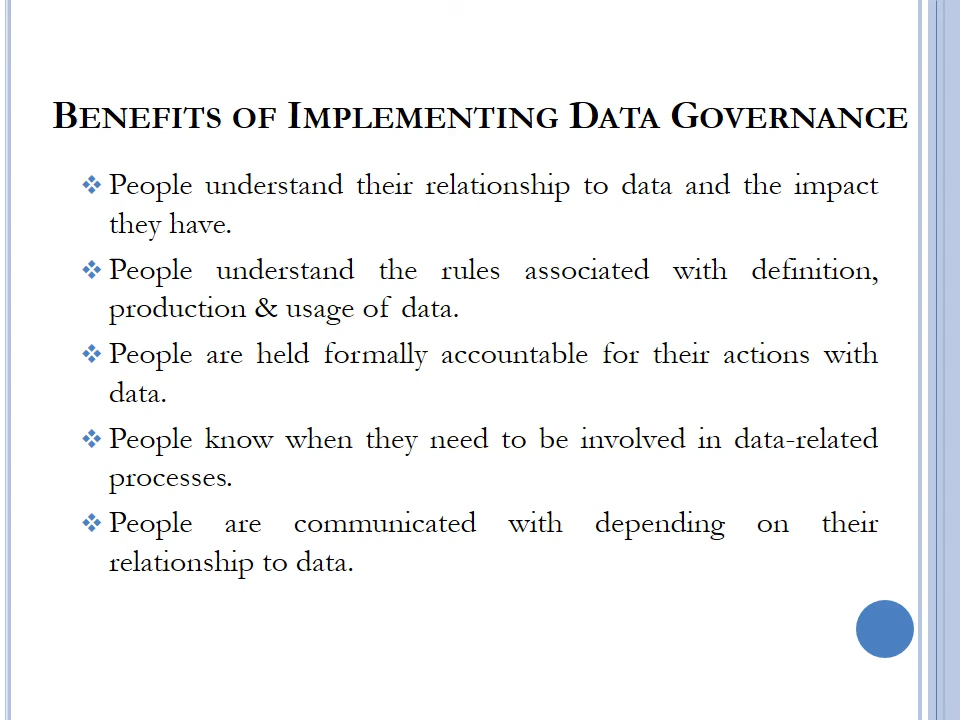 BENEFITS OF IMPLEMENTING DATA GOVERNANCE
People understand their relationship to data and the impact
they have.
People understand the rules associated with definition,
production & usage of data.
People are held formally accountable for their actions with
data.
People know when they need to be involved in data-related
processes.
People are communicated with depending on their
relationship to data.